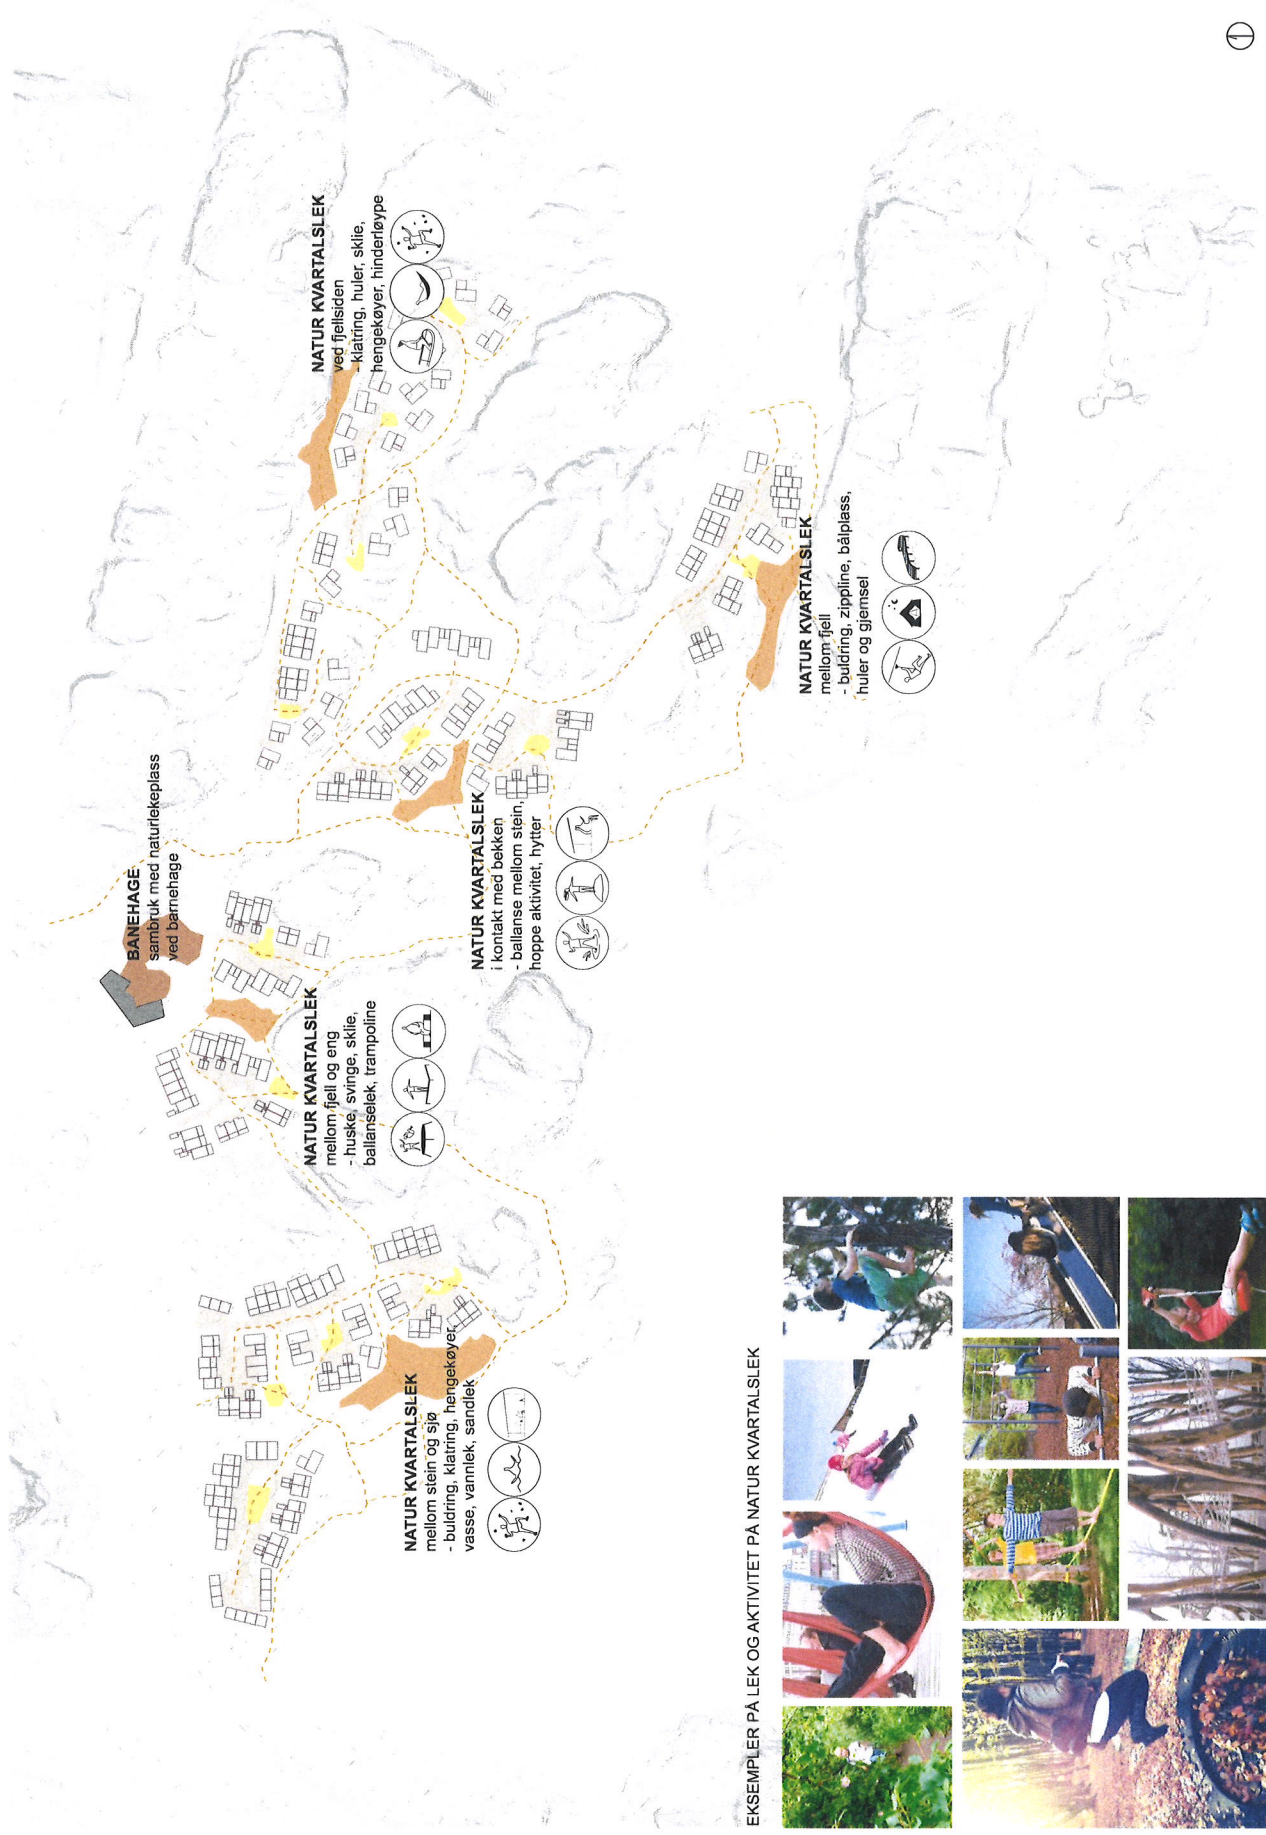 NATUR KVARTALSLEK
mellom stein og sjø
- buldring, klatring, hengekøyer,
vasse, vannlek, sandlek
NATUR KVARTALSLEK
mellom fjell og eng
- huske, svinge, sklie,
ballanselek, trampoline
BANEHAGE
sambruk med naturlekeplass
ved barnehage
NATUR KVARTALSLEK
i kontakt med bekken
- ballanse mellom stein,
hoppe aktivitet, hytter
NATUR KVARTALSLEK
ved fjellsiden
- klatring, huler, sklie,
hengekøyer, hinderløype
NATUR KVARTALSLEK
mellom fjell
- buldring, zippline, bålplass,
huler og gjemsel
EKSEMPLER PÅ LEK OG AKTIVITET PÅ NATUR KVARTALSLEK